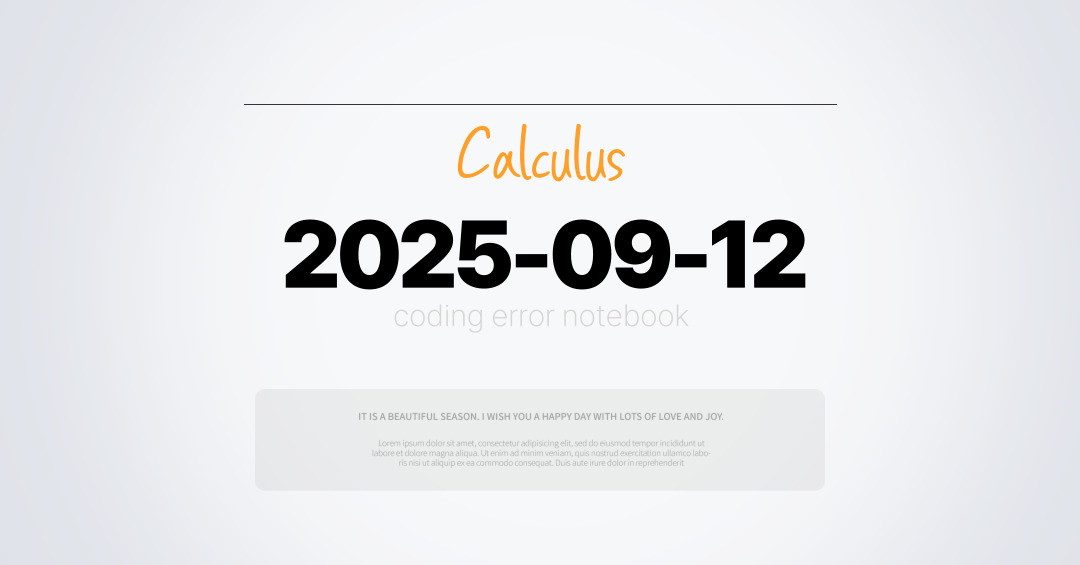 Calculus
2025-09-12
coding error notebook
IT IS A BEAUTIFUL SEASON. I WISH YOU A HAPPY DAY WITH LOTS OF LOVE AND JOY.
Lorem ipsum dolor sit amet, consectetur adipisicing elit, sed do eiusmod tempor incididunt ut
labore et dolore magna aliqua. Ut enim ad minim veniam, quis nostrud exercitation ullamco labo-
ris nisi ut aliquip ex ea commodo consequat. Duis aute irure dolor in reprehenderit